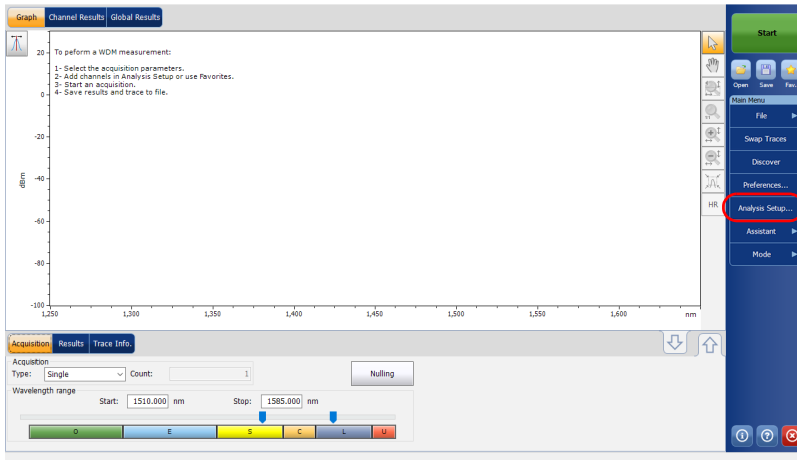 Graph Channel Results Global Results
Start
To peform a WDM measurement:
1- Select the acquisition parameters.
2- Add channels in Analysis Setup or use Favorites.
3- Start an acquisition.
4- Save results and trace to file.
20
0
-20
-40
-60
-80
-100
dBm
1,250 1,300 1,350 1,400 1,450 1,500 1,550 1,600 nm
1:1
HR
Open Save Fav.
Main Menu
File
Swap Traces
Discover
Preferences...
Analysis Setup...
Assistant
Mode
Acquisition Results Trace Info.
Acquisition
Type: Single Count: 1 Nulling
Wavelength range
Start: 1510.000 nm Stop: 1585.000 nm
O E S C L U